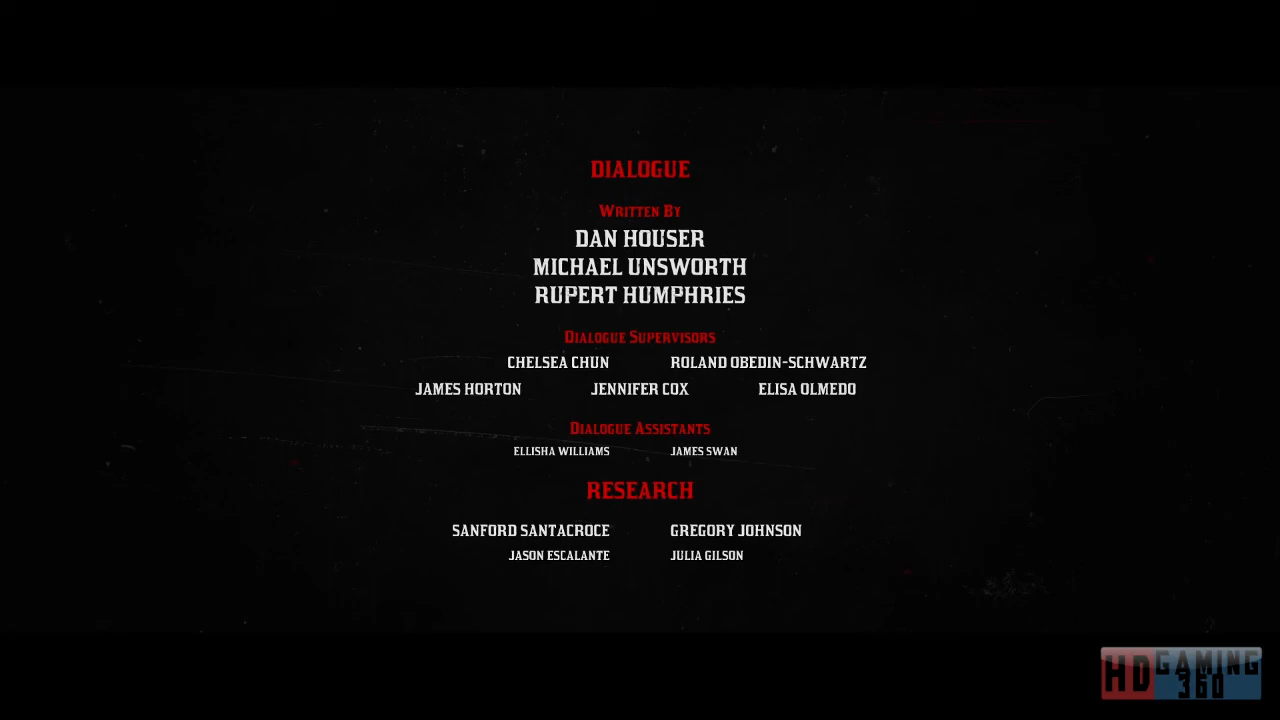 DIALOGUE
WRITTEN BY
DAN HOUSER
MICHAEL UNSWORTH
RUPERT HUMPHRIES
DIALOGUE SUPERVISORS
CHELSEA CHUN ROLAND OBEDIN-SCHWARTZ
JAMES HORTON JENNIFER COX ELISA OLMEDO
DIALOGUE ASSISTANTS
ELLISHA WILLIAMS JAMES SWAN
RESEARCH
SANFORD SANTACROCE GREGORY JOHNSON
JASON ESCALANTE JULIA GILSON
HD GAMING
360